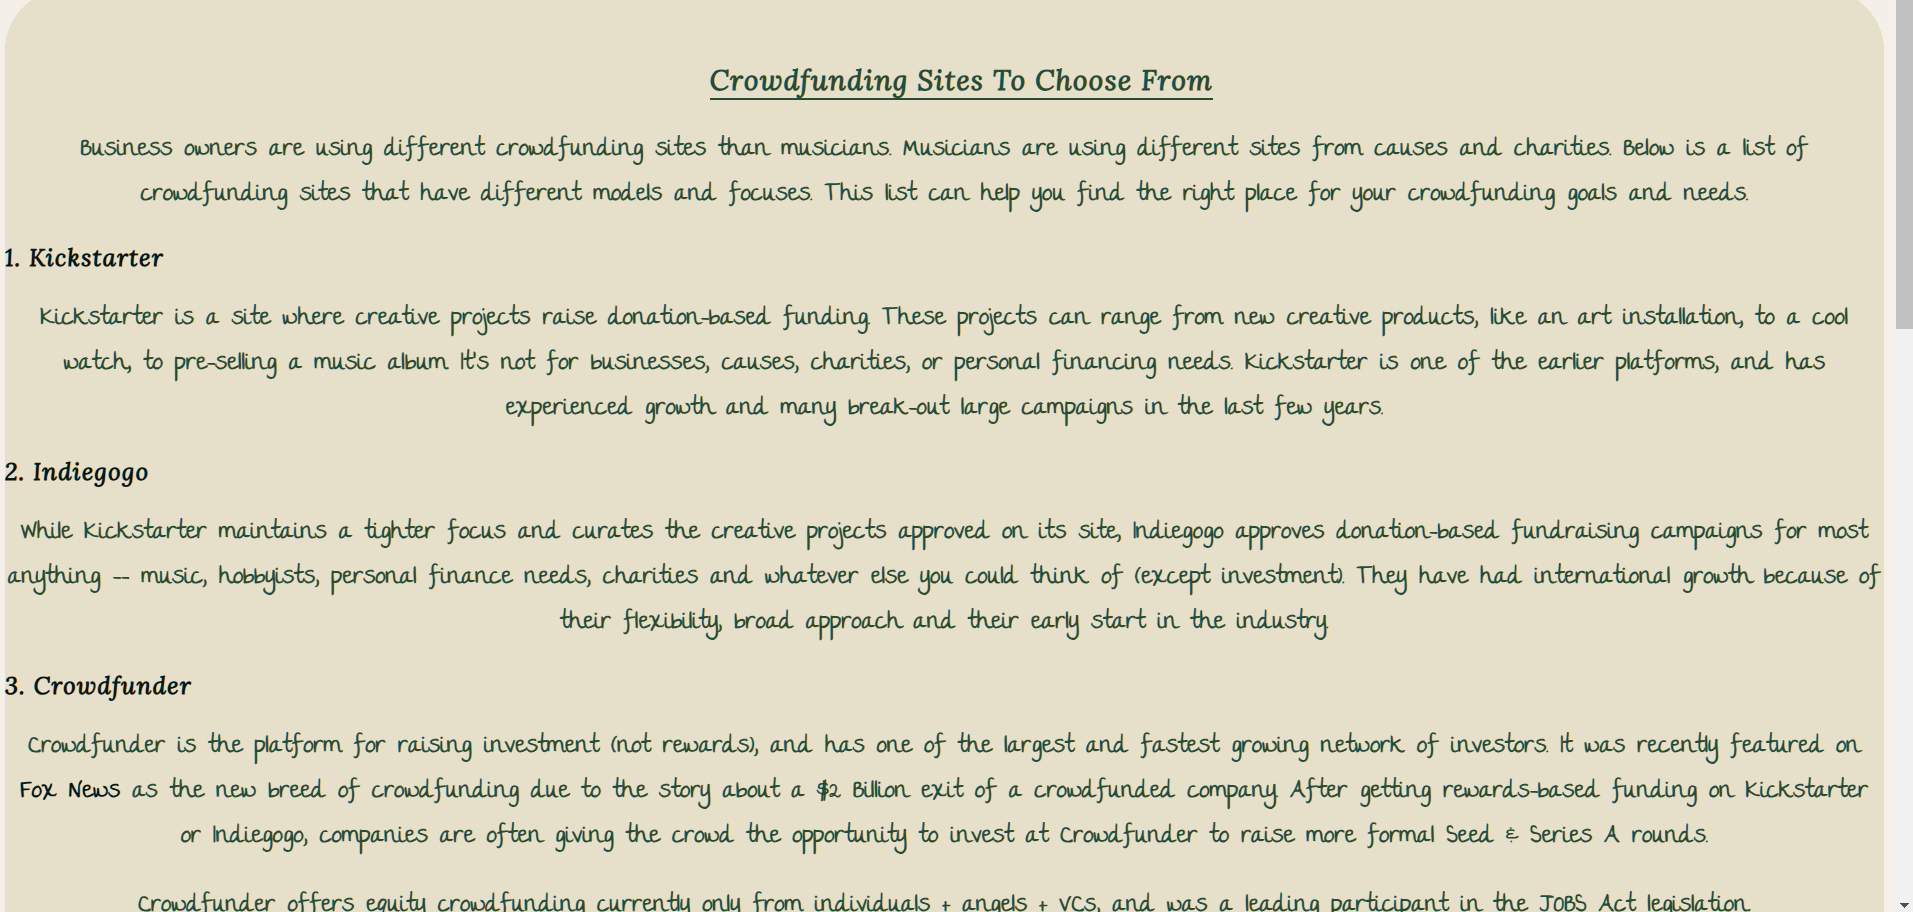 Crowdfunding Sites To Choose From
Business owners are using different crowdfunding sites than musicians. Musicians are using different sites from causes and charities. Below is a list of
crowdfunding sites that have different models and focuses. This list can help you find the right place for your crowdfunding goals and needs.
1. Kickstarter
Kickstarter is a site where creative projects raise donation-based funding. These projects can range from new creative products, like an art installation, to a cool
watch, to pre-selling a music album. It's not for businesses, causes, charities, or personal financing needs. Kickstarter is one of the earlier platforms, and has
experienced growth and many break-out large campaigns in the last few years.
2. Indiegogo
While Kickstarter maintains a tighter focus and curates the creative projects approved on its site, Indiegogo approves donation-based fundraising campaigns for most
anything -- music, hobbyists, personal finance needs, charities and whatever else you could think of (except investment). They have had international growth because of
their flexibility, broad approach and their early start in the industry.
3. Crowdfunder
Crowdfunder is the platform for raising investment (not rewards), and has one of the largest and fastest growing network of investors. It was recently featured on
Fox News as the new breed of crowdfunding due to the story about a $2 Billion exit of a crowdfunded company. After getting rewards-based funding on Kickstarter
or Indiegogo, companies are often giving the crowd the opportunity to invest at Crowdfunder to raise more formal Seed & Series A rounds.
Crowdfunder offers equity crowdfunding currently only from individuals + angels + VCs, and was a leading participant in the JOBS Act legislation.